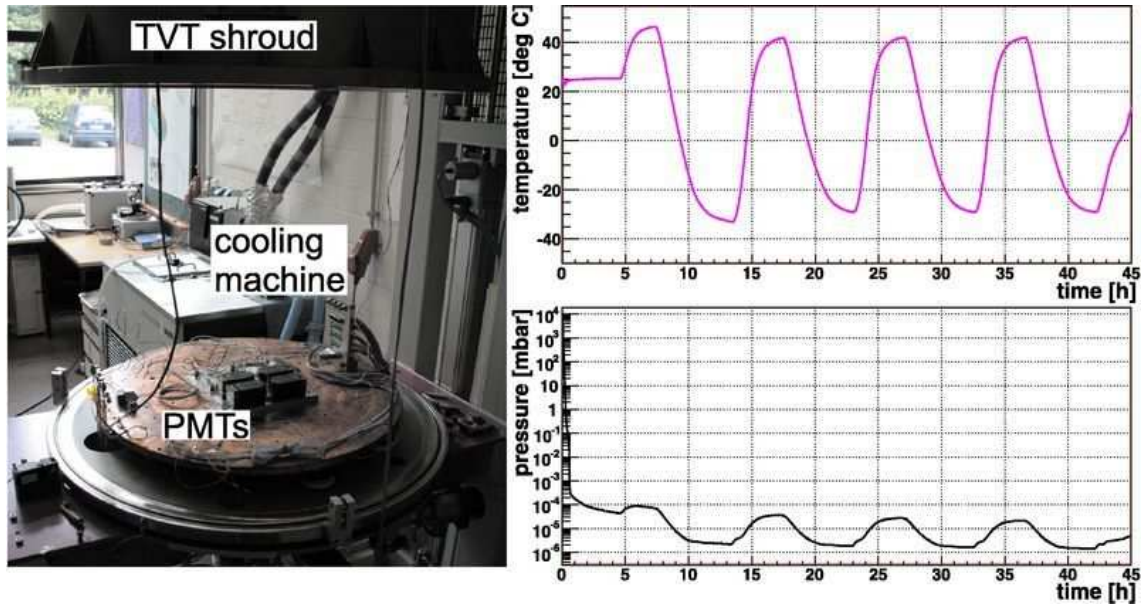 TVT shroud
cooling
machine
PMTs
temperature [deg C]
40
20
0
-20
-40
0 5 10 15 20 25 30 35 40 45
time [h]
pressure [mbar]
10⁴
10³
10²
10
1
10⁻¹
10⁻²
10⁻³
10⁻⁴
10⁻⁵
10⁻⁶
0 5 10 15 20 25 30 35 40 45
time [h]